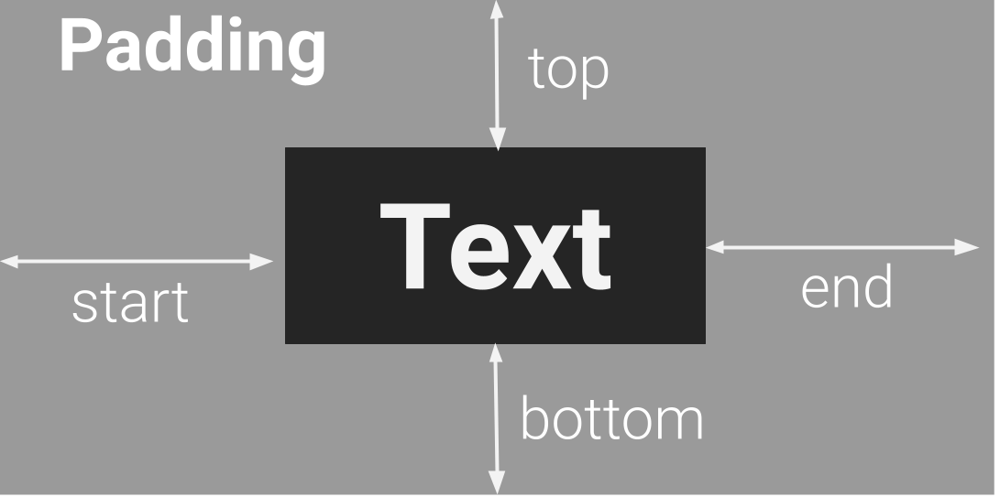 Padding
top
Text
start
end
bottom